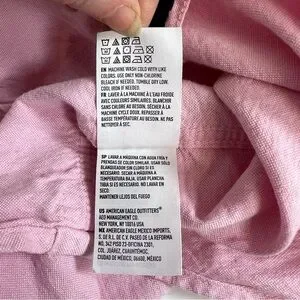 EN MACHINE WASH COLD WITH LIKE
COLORS. USE ONLY NON-CHLORINE
BLEACH IF NEEDED. TUMBLE DRY LOW.
COOL IRON IF NEEDED.
FR LAVER À LA MACHINE À L'EAU FROIDE
AVEC COULEURS SIMILAIRES. BLANCHIR
SANS CHLORE AU BESOIN. SÉCHER À LA
MACHINE CYCLE DOUX. REPASSER À
BASSE TEMPÉRATURE AU BESOIN. NE PAS
NETTOYER À SEC.
SP LAVAR A MÁQUINA CON AGUA FRÍA Y
PRENDAS DE COLOR SIMILAR. USAR SÓLO
BLANQUEADOR SIN CLORO SI ES
NECESARIO. SECAR A MÁQUINA A
TEMPERATURA BAJA. USAR PLANCHA
TIBIA SI ES NECESARIO.
MANTENER LEJOS DEL FUEGO
US AMERICAN EAGLE OUTFITTERS®
AEO MANAGEMENT CO.
NEW YORK, NY 10016 USA
MX AMERICAN EAGLE MEXICO IMPORTS,
S. DE R.L. DE C.V. PASEO DE LA REFORMA
NO. 342 PISO 23-OFICINA 2301,
COL. JUÁREZ, CUAUHTÉMOC,
CIUDAD DE MÉXICO, 06600, MÉXICO